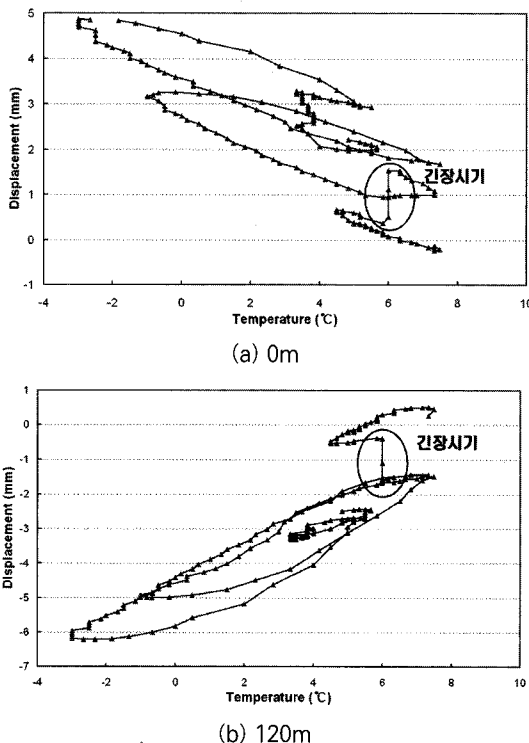 5
4
3
2
1
0
-1
Displacement (mm)
긴장시기
-4 -2 0 2 4 6 8 10
Temperature (℃)
(a) 0m
1
0
-1
-2
-3
-4
-5
-6
-7
Displacement (mm)
긴장시기
-4 -2 0 2 4 6 8 10
Temperature (℃)
(b) 120m